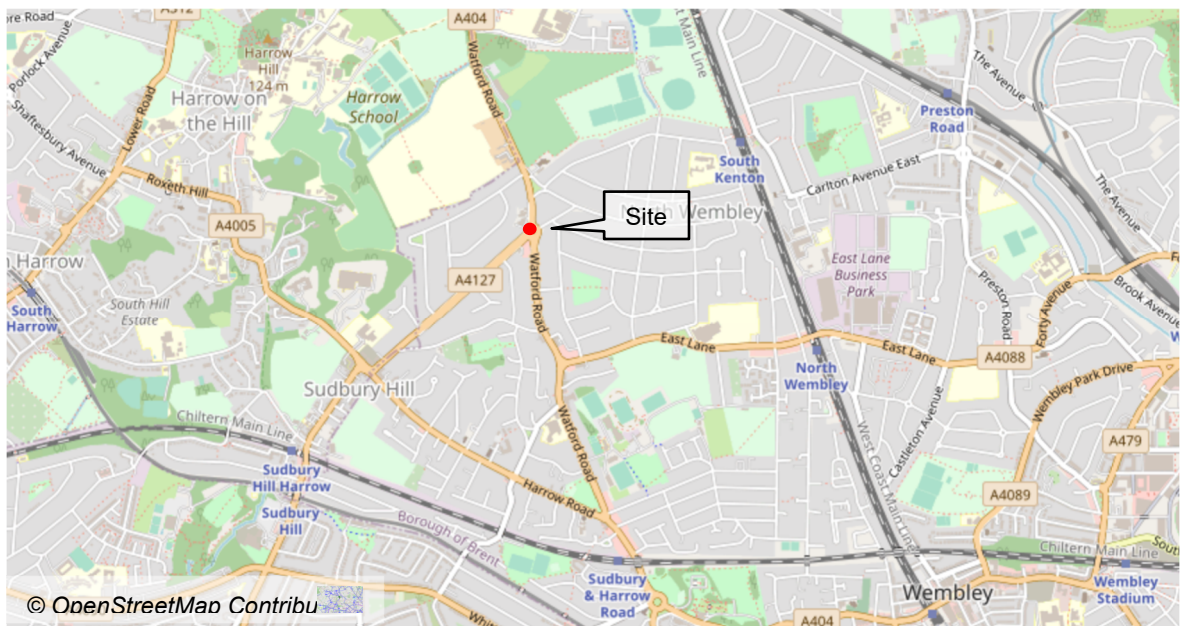 ore Road
A312
A404
Porlock Avenue
Harrow
Hill
124 m
Watford Road
t Main Line
The Avenue
Harrow on
the Hill
Harrow
School
Lower Road
Shaftesbury Avenue
Preston
Road
South
Kenton
Roxeth Hill
Carlton Avenue East
The Avenue
Site
North Wembley
A4005
n Harrow
A4127
Watford Road
East Lane
Business
Park
Preston Road
Forty Avenue
Brook Avenue
South Hill
Estate
South
Harrow
East Lane
East Lane
A4088
North
Wembley
Wembley Park Drive
Sudbury Hill
Castleton Avenue
Chiltern Main Line
Watford Road
West Coast Main Line
A479
Sudbury
Hill Harrow
Harrow Road
A4089
Sudbury
Hill
Borough of Brent
Chiltern Main Line
South
Sudbury
& Harrow
Road
Wembley
Wembley
Stadium
A404
Whi
© OpenStreetMap Contribu